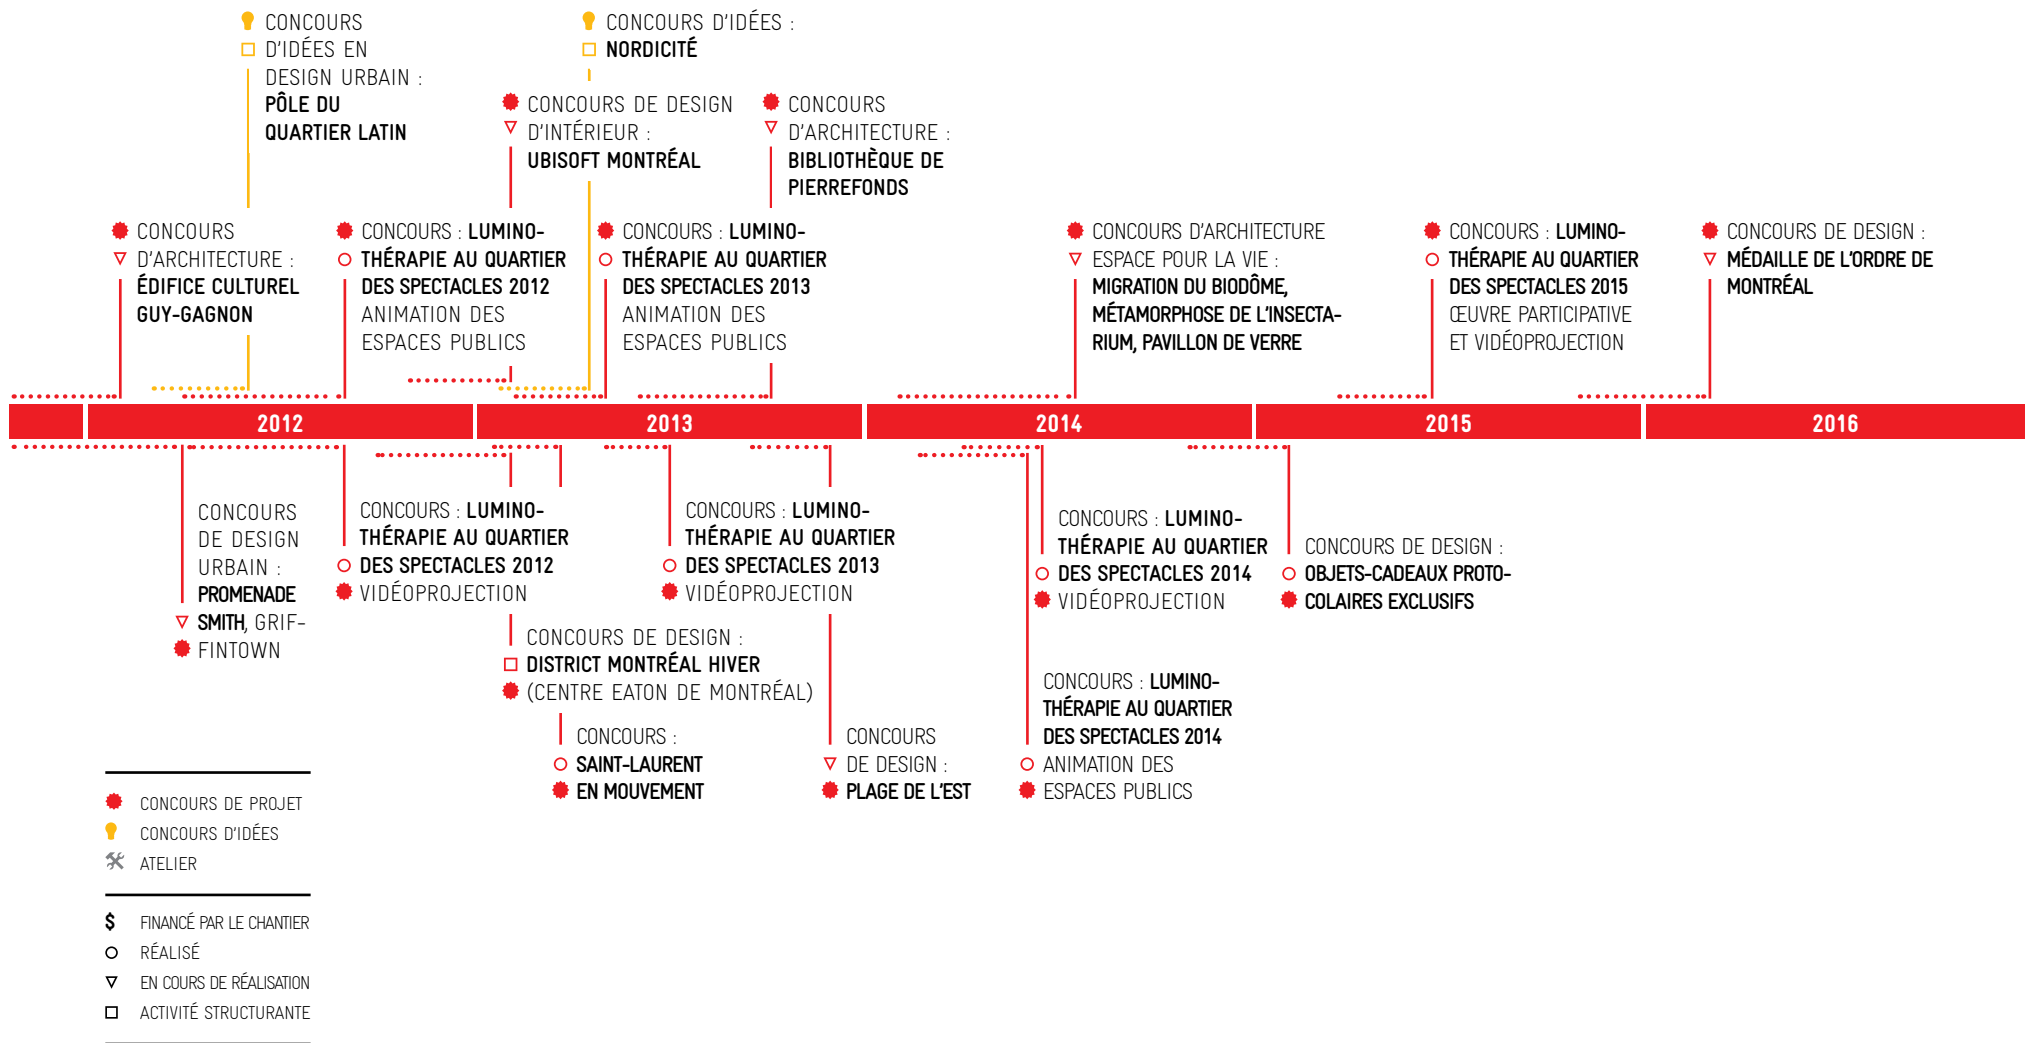 CONCOURS
D'IDÉES EN
DESIGN URBAIN :
PÔLE DU
QUARTIER LATIN
CONCOURS D'IDÉES :
NORDICITÉ
CONCOURS DE DESIGN
D'INTÉRIEUR :
UBISOFT MONTRÉAL
CONCOURS
D'ARCHITECTURE :
BIBLIOTHÈQUE DE
PIERREFONDS
CONCOURS
D'ARCHITECTURE :
ÉDIFICE CULTUREL
GUY-GAGNON
CONCOURS : LUMINO-
THÉRAPIE AU QUARTIER
DES SPECTACLES 2012
ANIMATION DES
ESPACES PUBLICS
CONCOURS : LUMINO-
THÉRAPIE AU QUARTIER
DES SPECTACLES 2013
ANIMATION DES
ESPACES PUBLICS
CONCOURS D'ARCHITECTURE
ESPACE POUR LA VIE :
MIGRATION DU BIODÔME,
MÉTAMORPHOSE DE L'INSECTA-
RIUM, PAVILLON DE VERRE
CONCOURS : LUMINO-
THÉRAPIE AU QUARTIER
DES SPECTACLES 2015
ŒUVRE PARTICIPATIVE
ET VIDÉOPROJECTION
CONCOURS DE DESIGN :
MÉDAILLE DE L'ORDRE DE
MONTRÉAL
2012
2013
2014
2015
2016
CONCOURS
DE DESIGN
URBAIN :
PROMENADE
SMITH, GRIF-
FINTOWN
CONCOURS : LUMINO-
THÉRAPIE AU QUARTIER
DES SPECTACLES 2012
VIDÉOPROJECTION
CONCOURS DE DESIGN :
DISTRICT MONTRÉAL HIVER
(CENTRE EATON DE MONTRÉAL)
CONCOURS :
SAINT-LAURENT
EN MOUVEMENT
CONCOURS : LUMINO-
THÉRAPIE AU QUARTIER
DES SPECTACLES 2013
VIDÉOPROJECTION
CONCOURS
DE DESIGN :
PLAGE DE L'EST
CONCOURS : LUMINO-
THÉRAPIE AU QUARTIER
DES SPECTACLES 2014
VIDÉOPROJECTION
CONCOURS : LUMINO-
THÉRAPIE AU QUARTIER
DES SPECTACLES 2014
ANIMATION DES
ESPACES PUBLICS
CONCOURS DE DESIGN :
OBJETS-CADEAUX PROTO-
COLAIRES EXCLUSIFS
CONCOURS DE PROJET
CONCOURS D'IDÉES
ATELIER
$ FINANCÉ PAR LE CHANTIER
RÉALISÉ
EN COURS DE RÉALISATION
ACTIVITÉ STRUCTURANTE